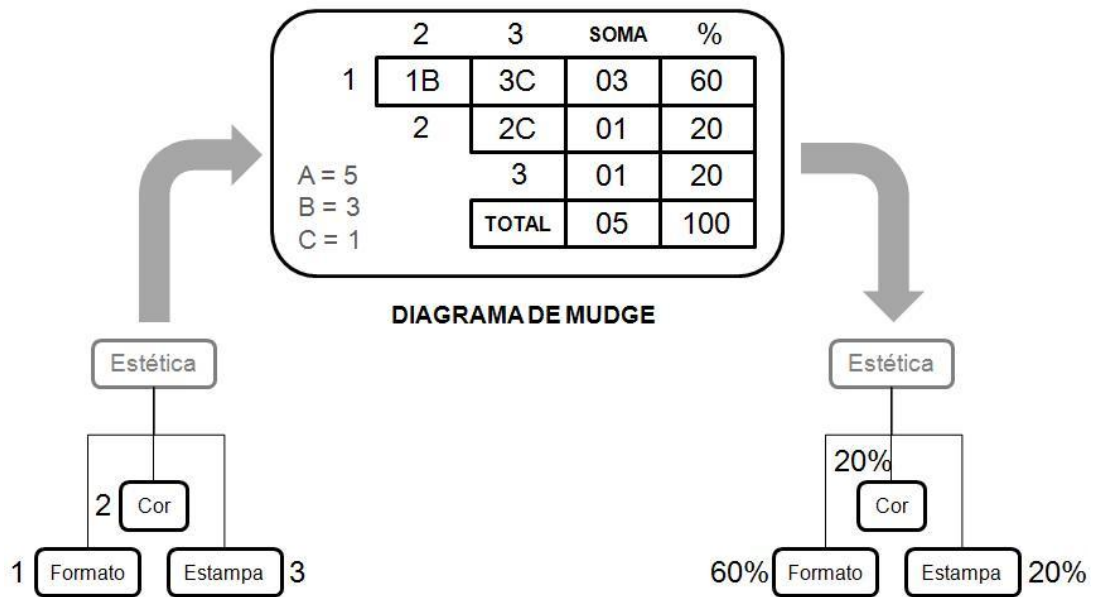 2 3 SOMA %
1 1B 3C 03 60
2 2C 01 20
A = 5
3 01 20
B = 3
TOTAL 05 100
C = 1
DIAGRAMA DE MUDGE
Estética
2 Cor
1 Formato Estampa 3
Estética
20%
Cor
60% Formato Estampa 20%